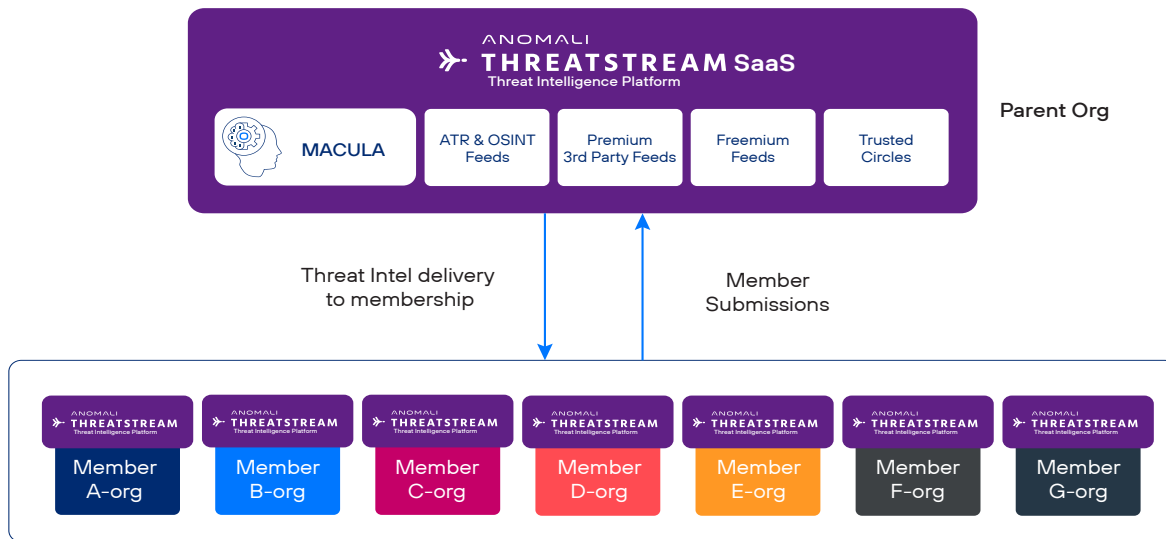 ANOMALI
THREATSTREAM SaaS
Threat Intelligence Platform
Parent Org
MACULA
ATR & OSINT
Feeds
Premium
3rd Party Feeds
Freemium
Feeds
Trusted
Circles
Threat Intel delivery
to membership
Member
Submissions
ANOMALI
THREATSTREAM
Threat Intelligence Platform
Member
A-org
ANOMALI
THREATSTREAM
Threat Intelligence Platform
Member
B-org
ANOMALI
THREATSTREAM
Threat Intelligence Platform
Member
C-org
ANOMALI
THREATSTREAM
Threat Intelligence Platform
Member
D-org
ANOMALI
THREATSTREAM
Threat Intelligence Platform
Member
E-org
ANOMALI
THREATSTREAM
Threat Intelligence Platform
Member
F-org
ANOMALI
THREATSTREAM
Threat Intelligence Platform
Member
G-org